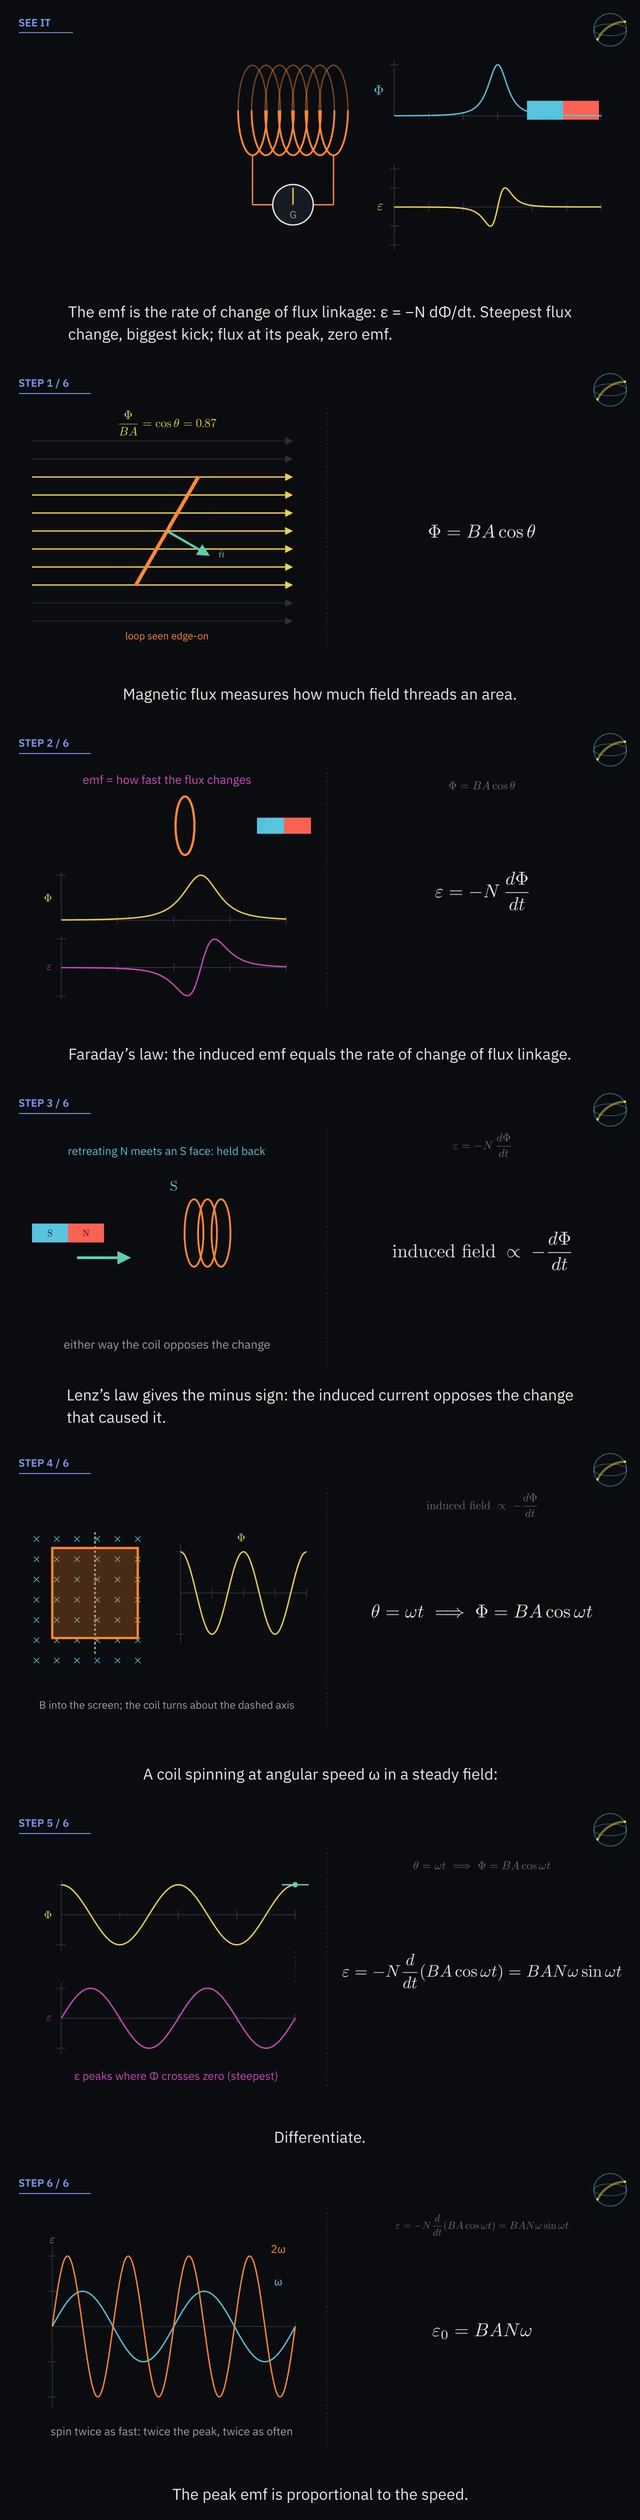 SEE IT
Φ
ε
G
The emf is the rate of change of flux linkage: ε = −N dΦ/dt. Steepest flux
change, biggest kick; flux at its peak, zero emf.
STEP 1 / 6
Φ/BA = cos θ = 0.87
n̂
Φ = BA cos θ
loop seen edge-on
Magnetic flux measures how much field threads an area.
STEP 2 / 6
emf = how fast the flux changes
Φ = BA cos θ
Φ
ε = −N dΦ/dt
ε
Faraday’s law: the induced emf equals the rate of change of flux linkage.
STEP 3 / 6
ε = −N dΦ/dt
retreating N meets an S face: held back
S
S N
induced field ∝ −dΦ/dt
either way the coil opposes the change
Lenz’s law gives the minus sign: the induced current opposes the change
that caused it.
STEP 4 / 6
induced field ∝ −dΦ/dt
Φ
θ = ωt ⟹ Φ = BA cos ωt
B into the screen; the coil turns about the dashed axis
A coil spinning at angular speed ω in a steady field:
STEP 5 / 6
θ = ωt ⟹ Φ = BA cos ωt
Φ
ε = −N d/dt (BA cos ωt) = BANω sin ωt
ε
ε peaks where Φ crosses zero (steepest)
Differentiate.
STEP 6 / 6
ε = −N d/dt (BA cos ωt) = BANω sin ωt
ε
2ω
ω
ε₀ = BANω
spin twice as fast: twice the peak, twice as often
The peak emf is proportional to the speed.